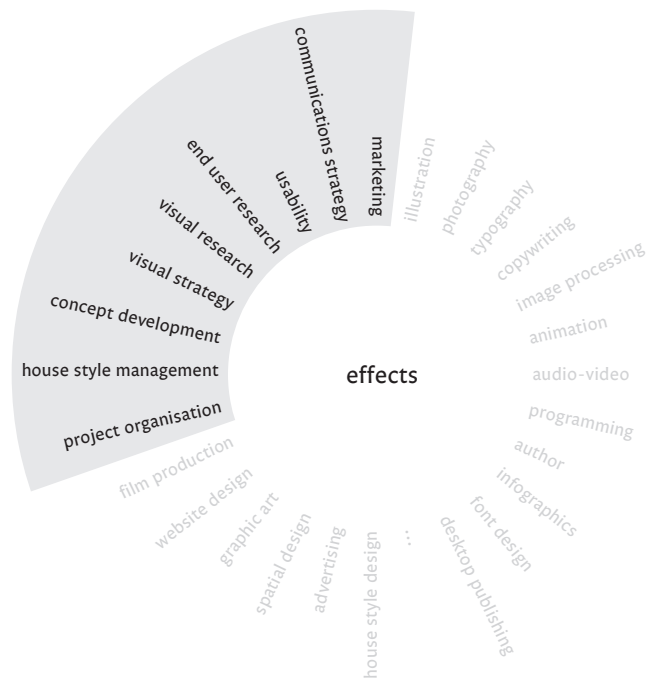 effects
marketing
illustration
photography
typography
copywriting
image processing
animation
audio-video
programming
author
infographics
font design
desktop publishing
...
house style design
advertising
spatial design
graphic art
website design
film production
project organisation
house style management
concept development
visual strategy
visual research
end user research
usability
communications strategy